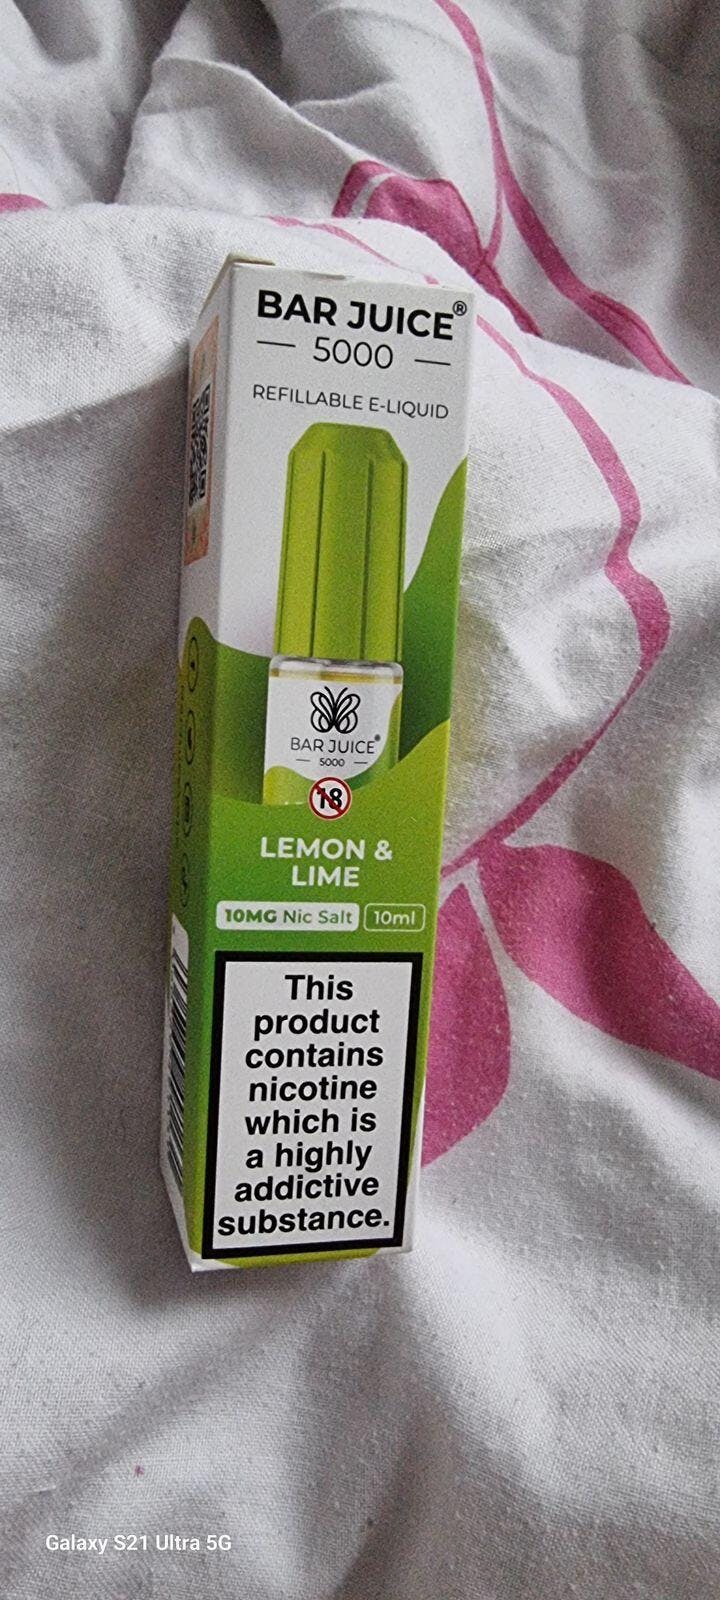 BAR JUICE®
5000
REFILLABLE E-LIQUID
BAR JUICE®
5000
18
LEMON &
LIME
10MG Nic Salt 10ml
This
product
contains
nicotine
which is
a highly
addictive
substance.
Galaxy S21 Ultra 5G